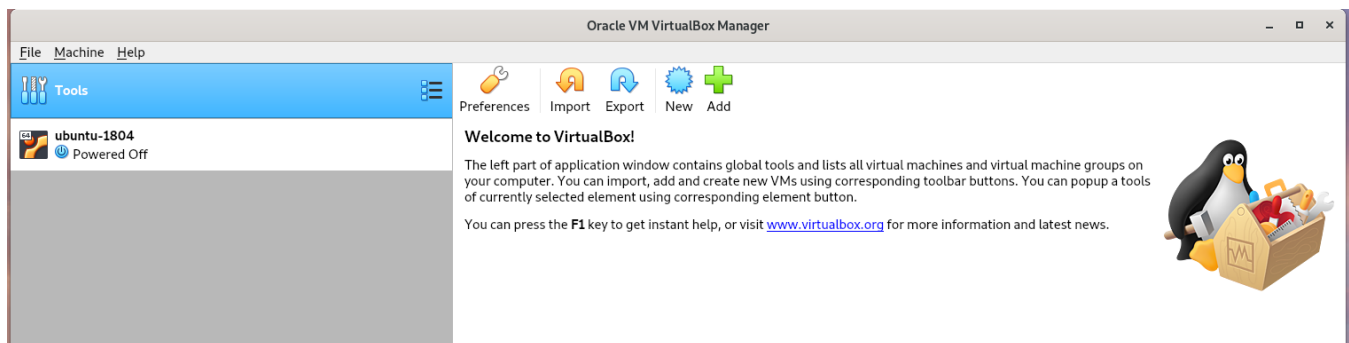 Oracle VM VirtualBox Manager
File Machine Help
Tools
64
ubuntu-1804
Powered Off
Preferences Import Export New Add
Welcome to VirtualBox!
The left part of application window contains global tools and lists all virtual machines and virtual machine groups on
your computer. You can import, add and create new VMs using corresponding toolbar buttons. You can popup a tools
of currently selected element using corresponding element button.
You can press the F1 key to get instant help, or visit www.virtualbox.org for more information and latest news.